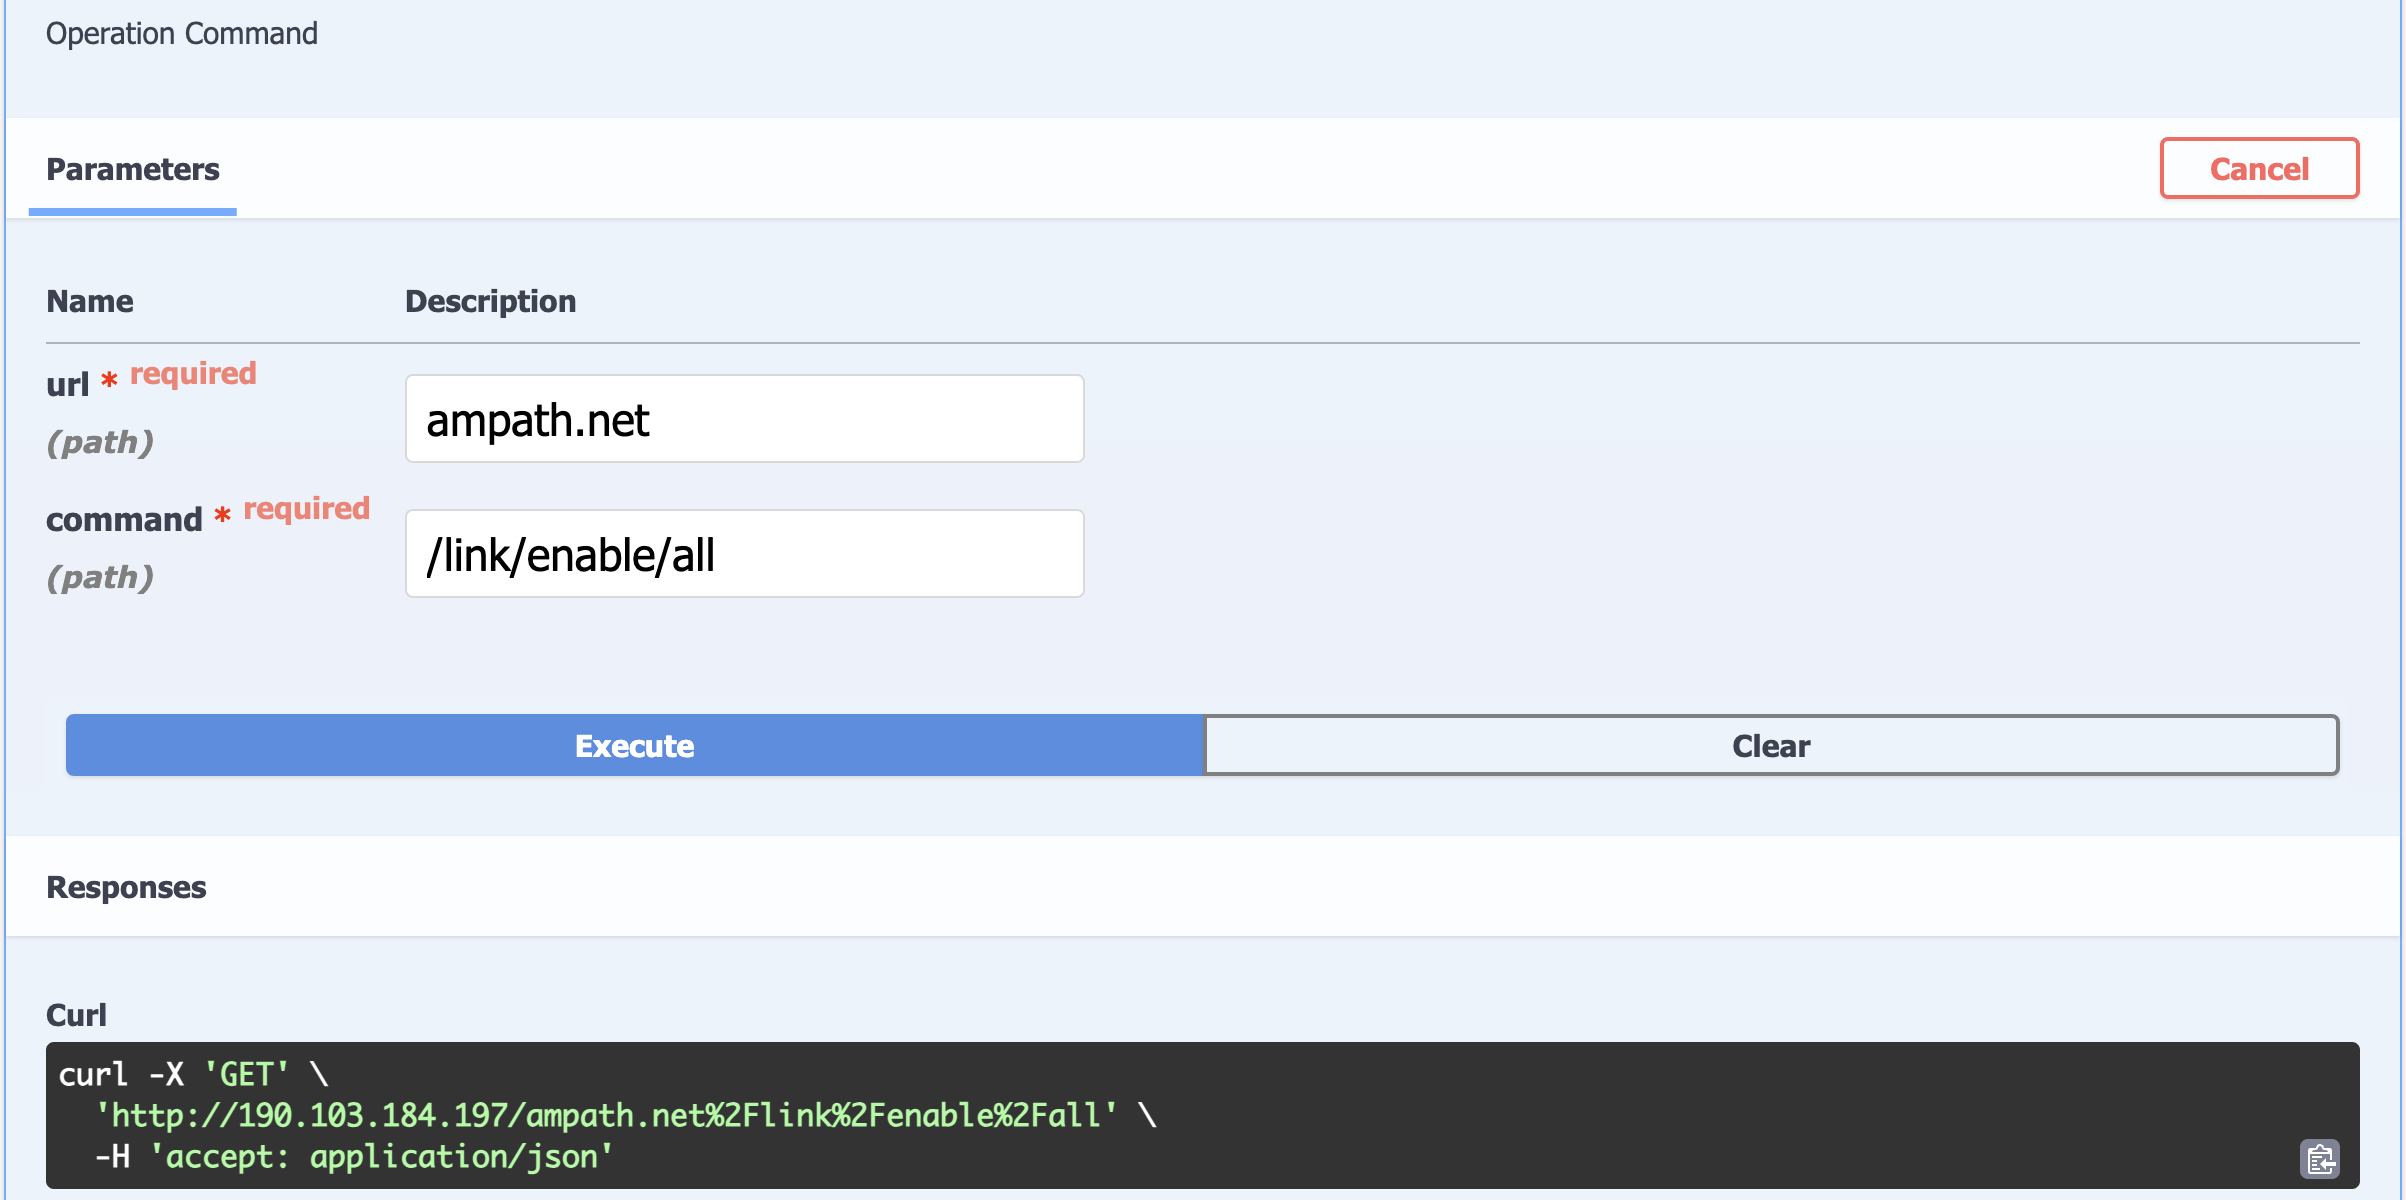 Operation Command
Parameters
Cancel
Name Description
url * required
(path)
ampath.net
command * required
(path)
/link/enable/all
Execute
Clear
Responses
Curl
curl -X 'GET' \
'http://190.103.184.197/ampath.net%2Flink%2Fenable%2Fall' \
-H 'accept: application/json'